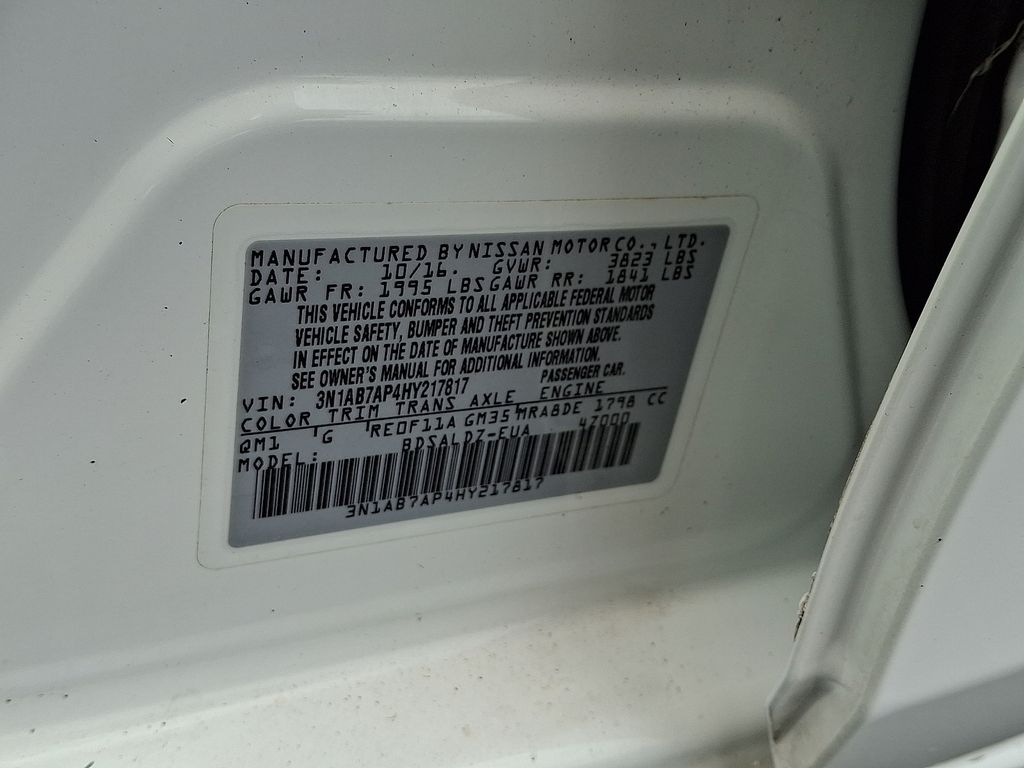 MANUFACTURED BY NISSAN MOTOR CO., LTD.
DATE: 10/16. GVWR: 3823 LBS
GAWR FR: 1995 LBS GAWR RR: 1841 LBS
THIS VEHICLE CONFORMS TO ALL APPLICABLE FEDERAL MOTOR
VEHICLE SAFETY, BUMPER AND THEFT PREVENTION STANDARDS
IN EFFECT ON THE DATE OF MANUFACTURE SHOWN ABOVE.
SEE OWNER'S MANUAL FOR ADDITIONAL INFORMATION.
VIN: 3N1AB7AP4HY217817 PASSENGER CAR.
COLOR TRIM TRANS AXLE ENGINE
QM1 G RE0F11A GM35 MRA8DE 1798 CC
MODEL: BDSALDZ-EUA 47000
3N1AB7AP4HY217817